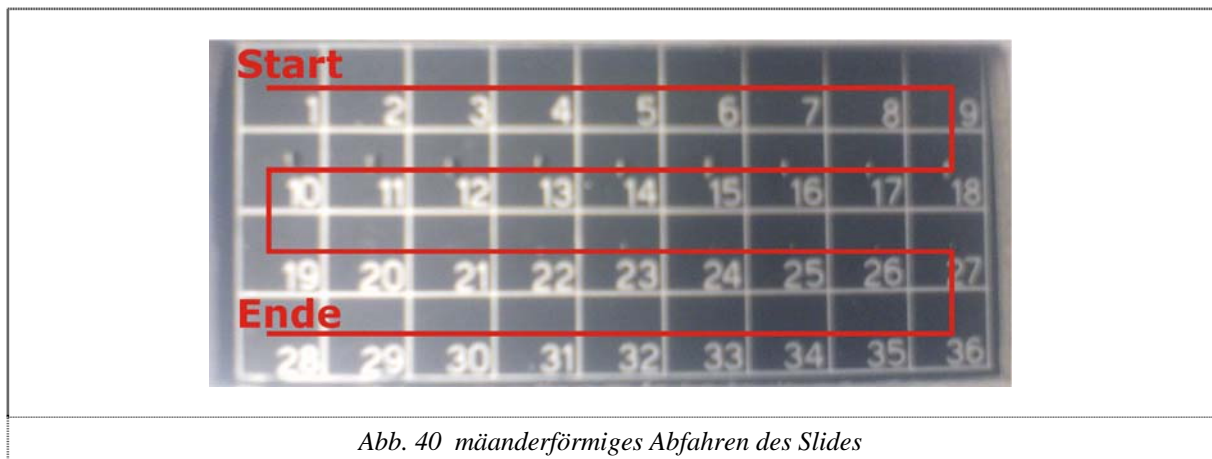 Start
1 2 3 4 5 6 7 8 9
10 11 12 13 14 15 16 17 18
19 20 21 22 23 24 25 26 27
Ende
28 29 30 31 32 33 34 35 36
Abb. 40 mäanderförmiges Abfahren des Slides